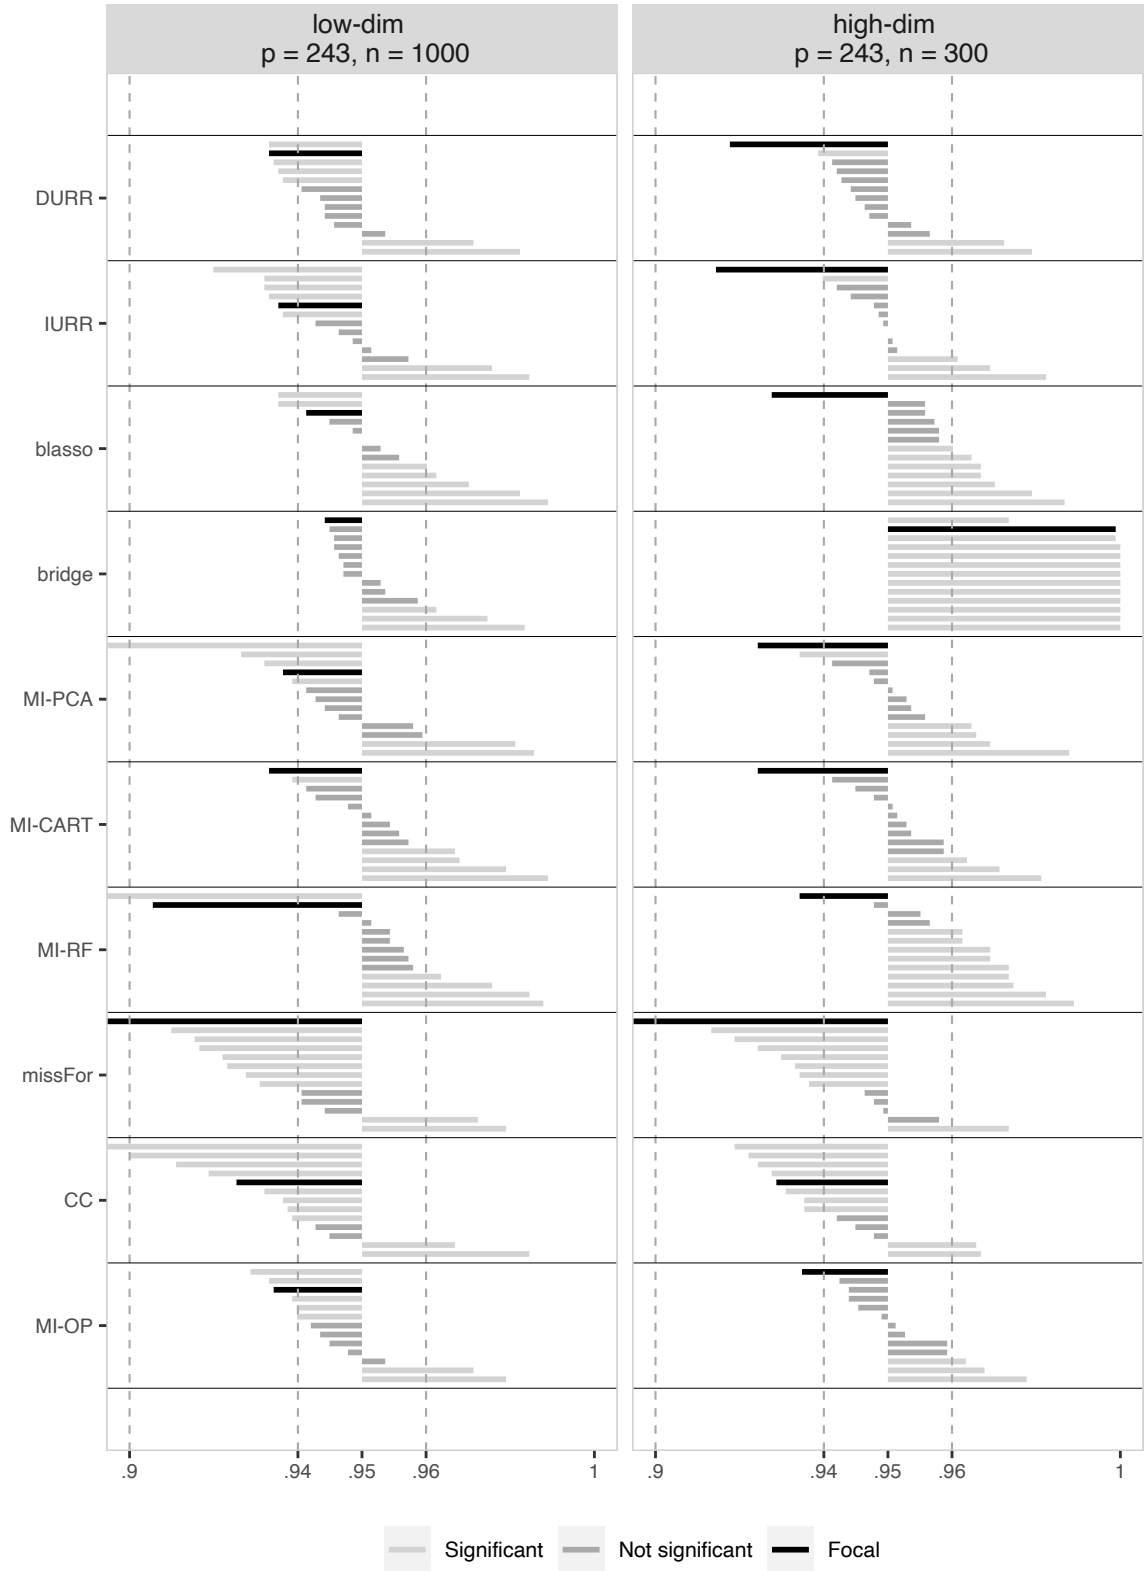 low-dim
p = 243, n = 1000
high-dim
p = 243, n = 300
DURR
IURR
blasso
bridge
MI-PCA
MI-CART
MI-RF
missFor
CC
MI-OP
.9 .94 .95 .96 1
.9 .94 .95 .96 1
Significant Not significant Focal